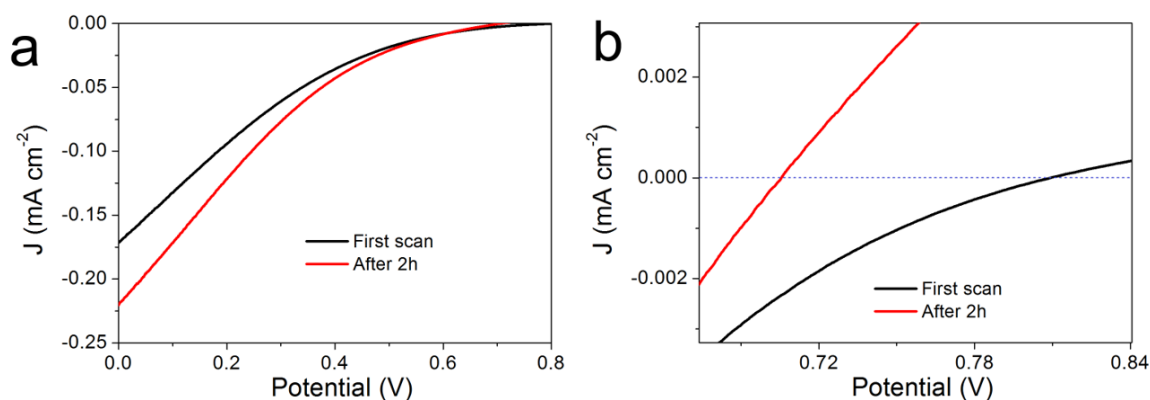 a
J (mA cm-2)
0.00
-0.05
-0.10
-0.15
-0.20
-0.25
First scan
After 2h
0.0 0.2 0.4 0.6 0.8
Potential (V)
b
J (mA cm-2)
0.002
0.000
-0.002
First scan
After 2h
0.72 0.78 0.84
Potential (V)